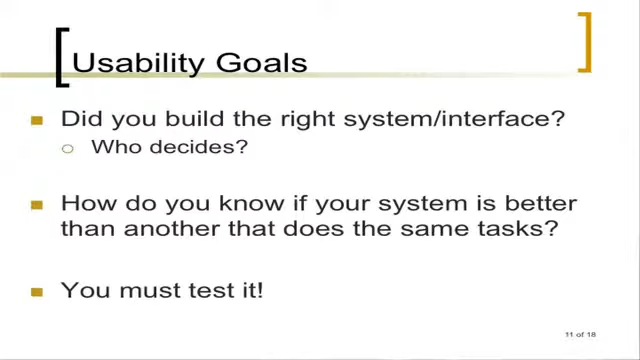 Usability Goals
Did you build the right system/interface?
Who decides?
How do you know if your system is better
than another that does the same tasks?
You must test it!
11 of 18